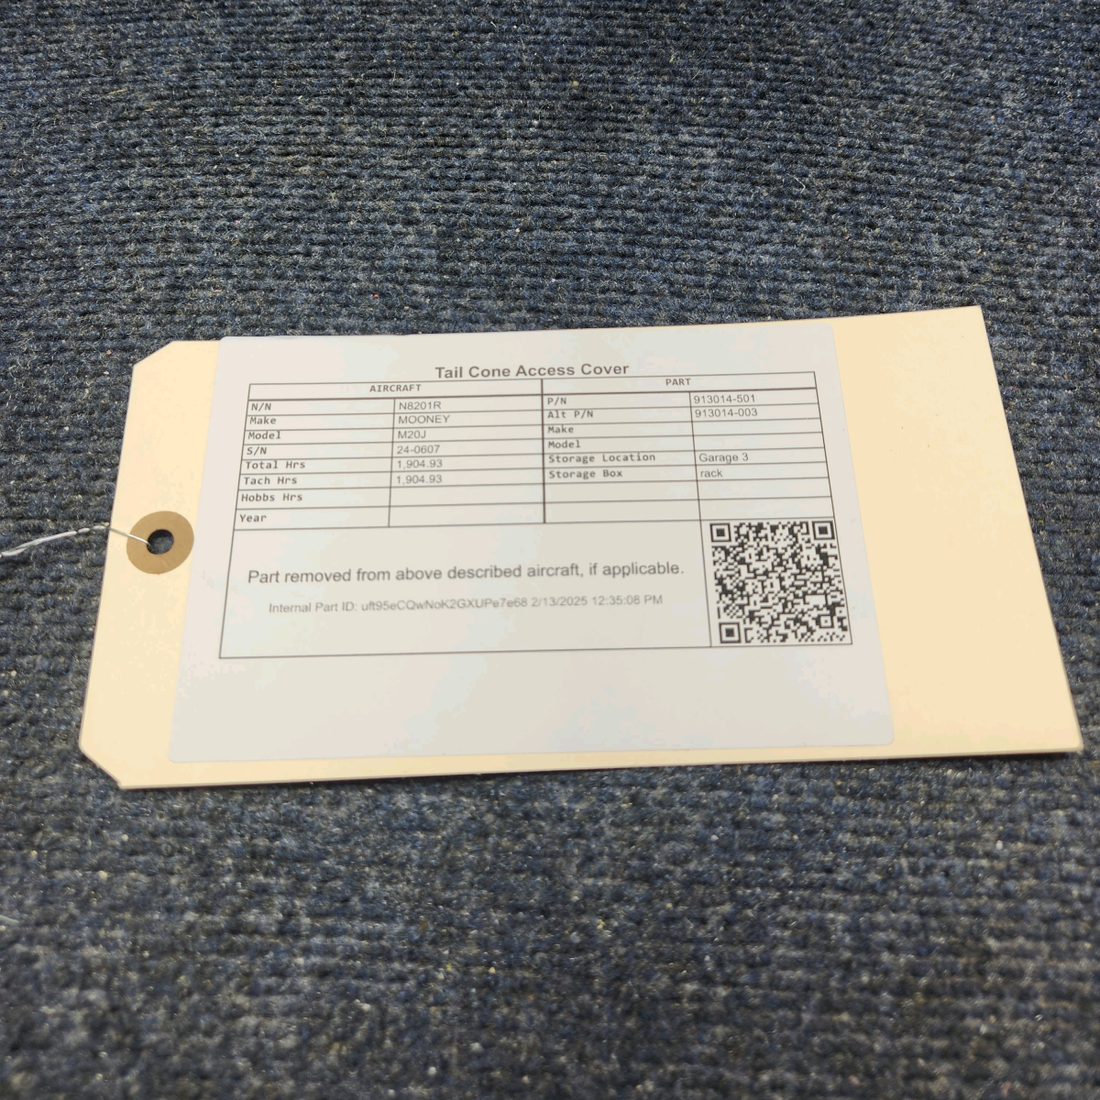 Tail Cone Access Cover
AIRCRAFT PART
N/N N8201R P/N 913014-501
Make MOONEY Alt P/N 913014-003
Model M20J Make
S/N 24-0607 Model
Total Hrs 1,904.93 Storage Location Garage 3
Tach Hrs 1,904.93 Storage Box rack
Hobbs Hrs
Year
Part removed from above described aircraft, if applicable.
Internal Part ID: uft95eCQwNoK2GXUPe7e68 2/13/2025 12:35:08 PM